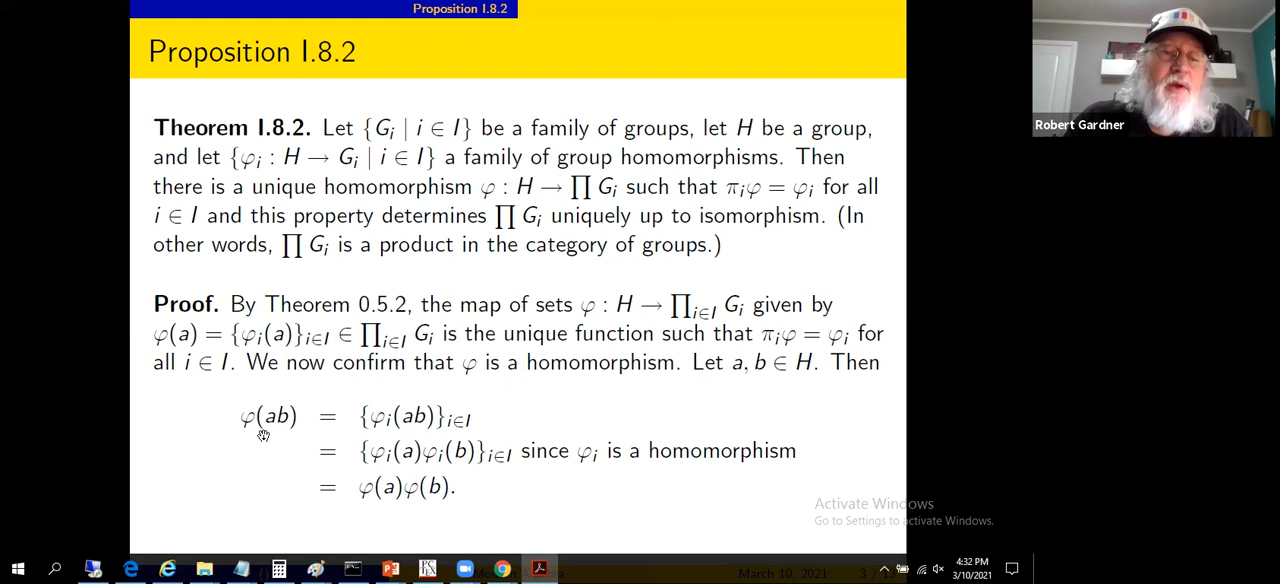 Proposition I.8.2
Proposition I.8.2
Robert Gardner
Theorem I.8.2. Let {G_i | i ∈ I} be a family of groups, let H be a group,
and let {φ_i : H → G_i | i ∈ I} a family of group homomorphisms. Then
there is a unique homomorphism φ : H → ∏ G_i such that π_iφ = φ_i for all
i ∈ I and this property determines ∏ G_i uniquely up to isomorphism. (In
other words, ∏ G_i is a product in the category of groups.)
Proof. By Theorem 0.5.2, the map of sets φ : H → ∏_{i∈I} G_i given by
φ(a) = {φ_i(a)}_{i∈I} ∈ ∏_{i∈I} G_i is the unique function such that π_iφ = φ_i for
all i ∈ I. We now confirm that φ is a homomorphism. Let a, b ∈ H. Then
φ(ab) = {φ_i(ab)}_{i∈I}
= {φ_i(a)φ_i(b)}_{i∈I} since φ_i is a homomorphism
= φ(a)φ(b).
Activate Windows
Go to Settings to activate Windows.
March 10, 2021
4:32 PM
3/10/2021